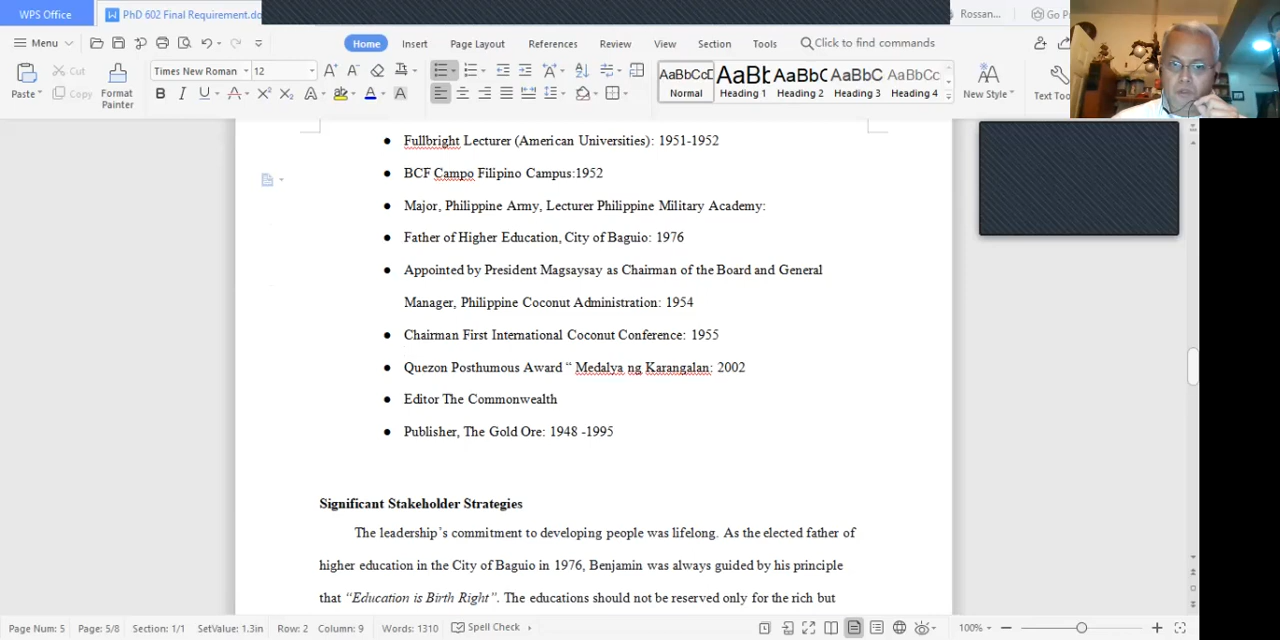 WPS Office
PhD 602 Final Requirement.do
Rossan...
Go P
Menu
Home
Insert
Page Layout
References
Review
View
Section
Tools
Click to find commands
Paste
Cut
Copy
Format
Painter
Times New Roman
12
AaBbCcD
Normal
AaBb
Heading 1
AaBbC
Heading 2
AaBbC
Heading 3
AaBbC
Heading 4
New Style
Text Too
● Fullbright Lecturer (American Universities): 1951-1952
● BCF Campo Filipino Campus:1952
● Major, Philippine Army, Lecturer Philippine Military Academy:
● Father of Higher Education, City of Baguio: 1976
● Appointed by President Magsaysay as Chairman of the Board and General
Manager, Philippine Coconut Administration: 1954
● Chairman First International Coconut Conference: 1955
● Quezon Posthumous Award “ Medalya ng Karangalan: 2002
● Editor The Commonwealth
● Publisher, The Gold Ore: 1948 -1995
Significant Stakeholder Strategies
The leadership’s commitment to developing people was lifelong. As the elected father of
higher education in the City of Baguio in 1976, Benjamin was always guided by his principle
that “Education is Birth Right”. The educations should not be reserved only for the rich but
Page Num: 5
Page: 5/8
Section: 1/1
SetValue: 1.3in
Row: 2
Column: 9
Words: 1310
Spell Check
100%